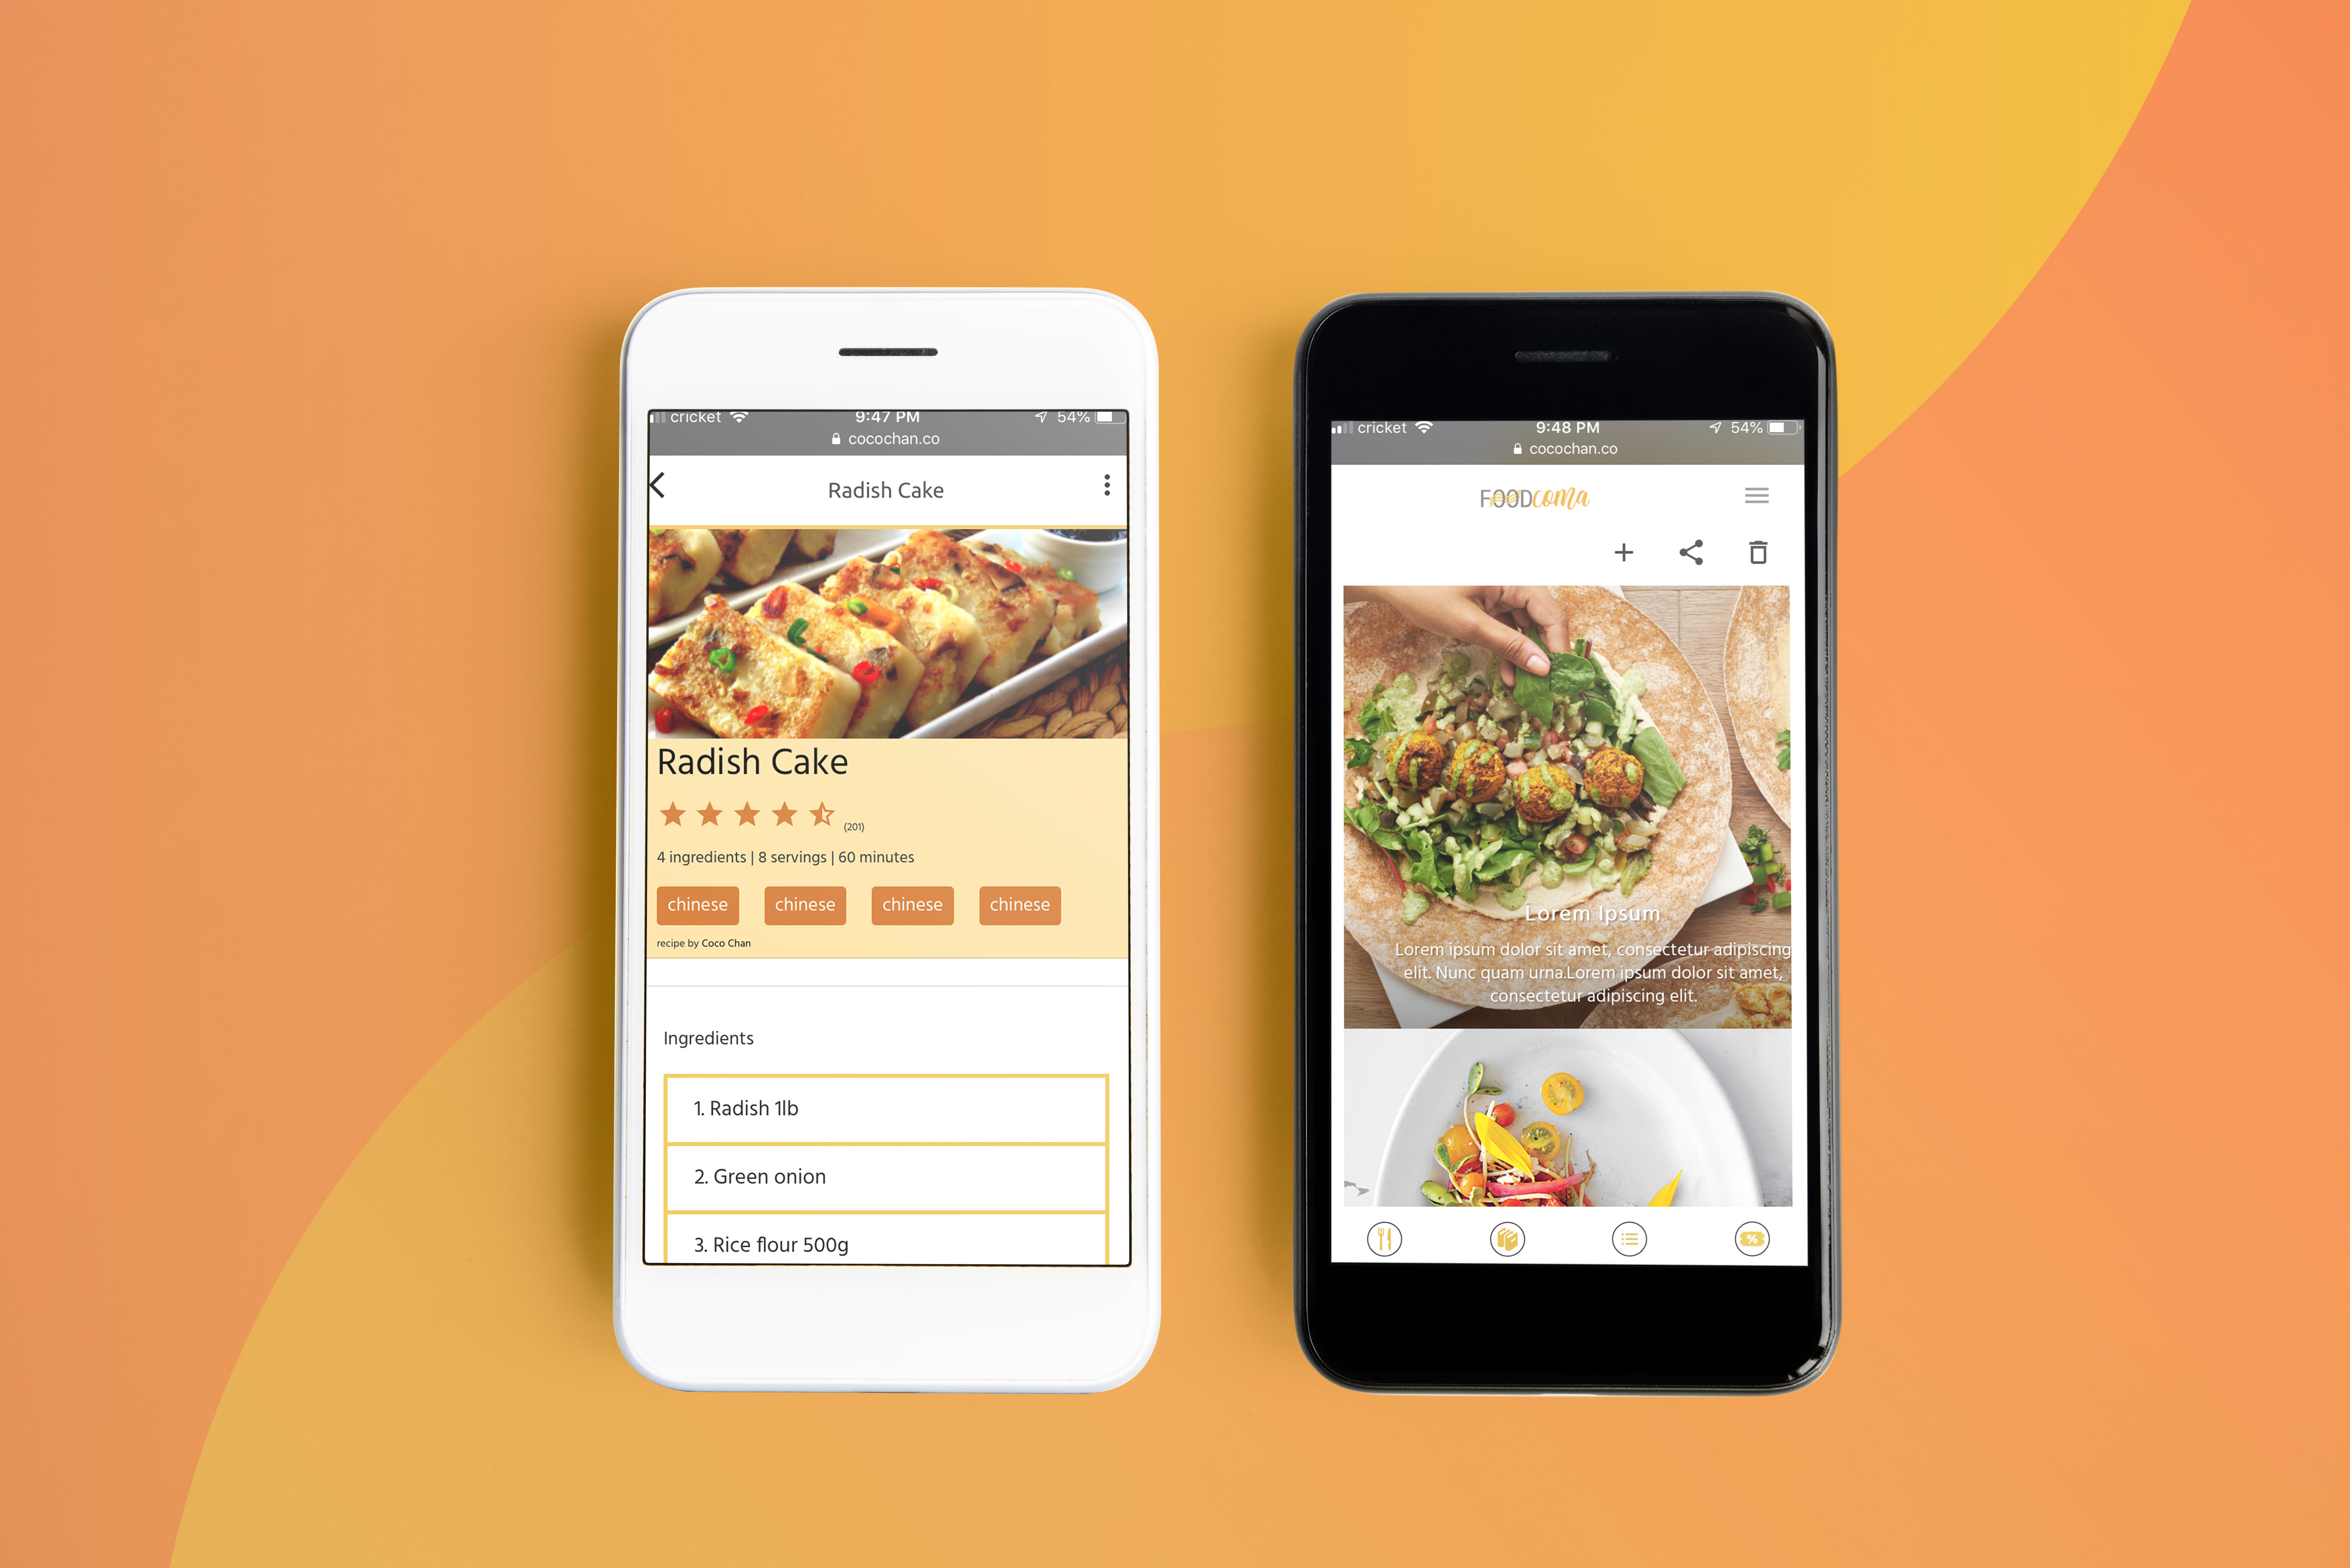 cricket 9:47 PM 54%
cocochan.co
Radish Cake
Radish Cake
(201)
4 ingredients | 8 servings | 60 minutes
chinese chinese chinese chinese
recipe by Coco Chan
Ingredients
1. Radish 1lb
2. Green onion
3. Rice flour 500g
cricket 9:48 PM 54%
cocochan.co
FOODcoma
Lorem Ipsum
Lorem ipsum dolor sit amet, consectetur adipiscing
elit. Nunc quam urna.Lorem ipsum dolor sit amet,
consectetur adipiscing elit.
%